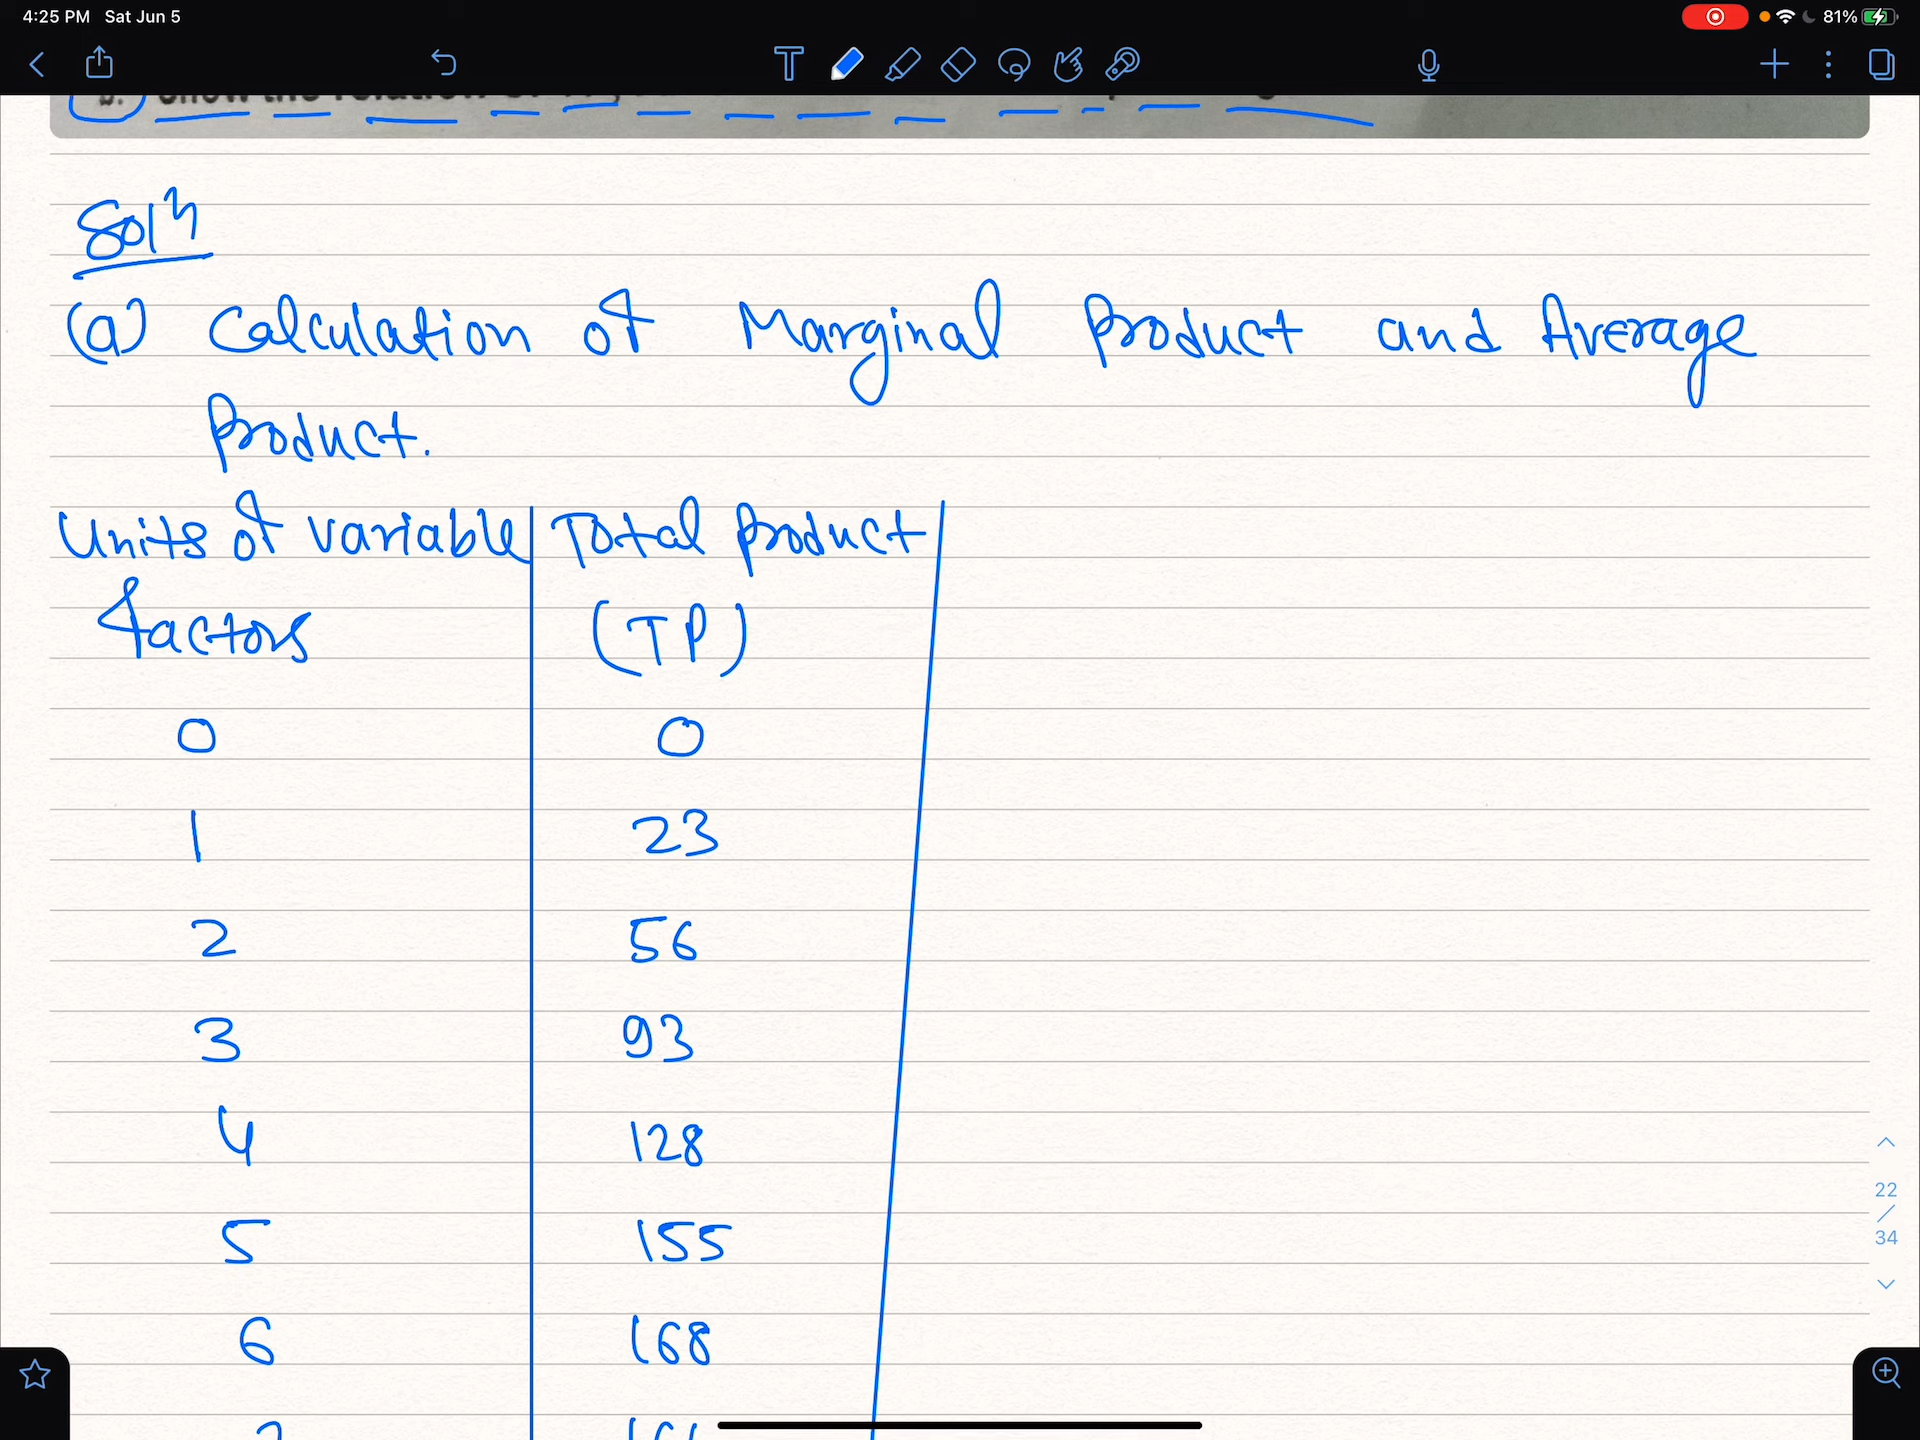 4:25 PM Sat Jun 5
81%
Soln
(a) Calculation of Marginal Product and Average
Product.
Units of variable Total Product
factors (TP)
0 0
1 23
2 56
3 93
4 128
5 155
6 168
22
/
34